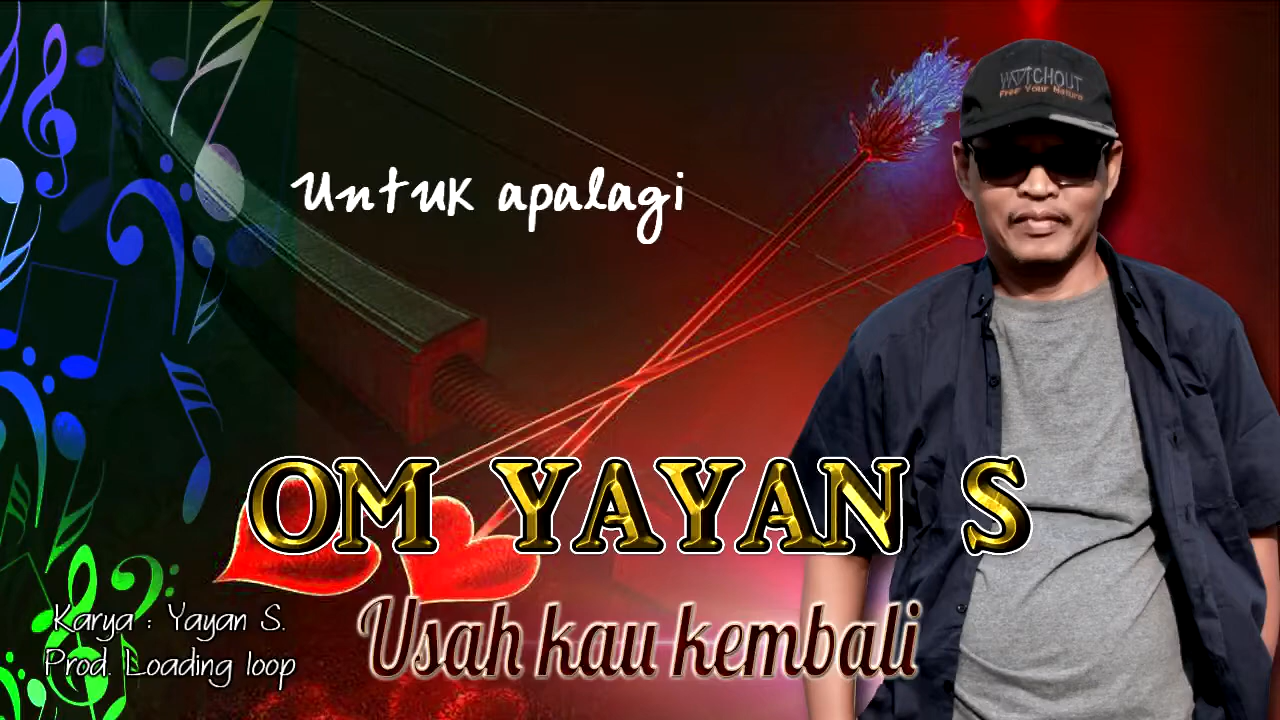 WATCHOUT
Free Your Nature
Untuk apalagi
OM YAYAN S
Usah kau kembali
Karya : Yayan S.
Prod. Loading loop